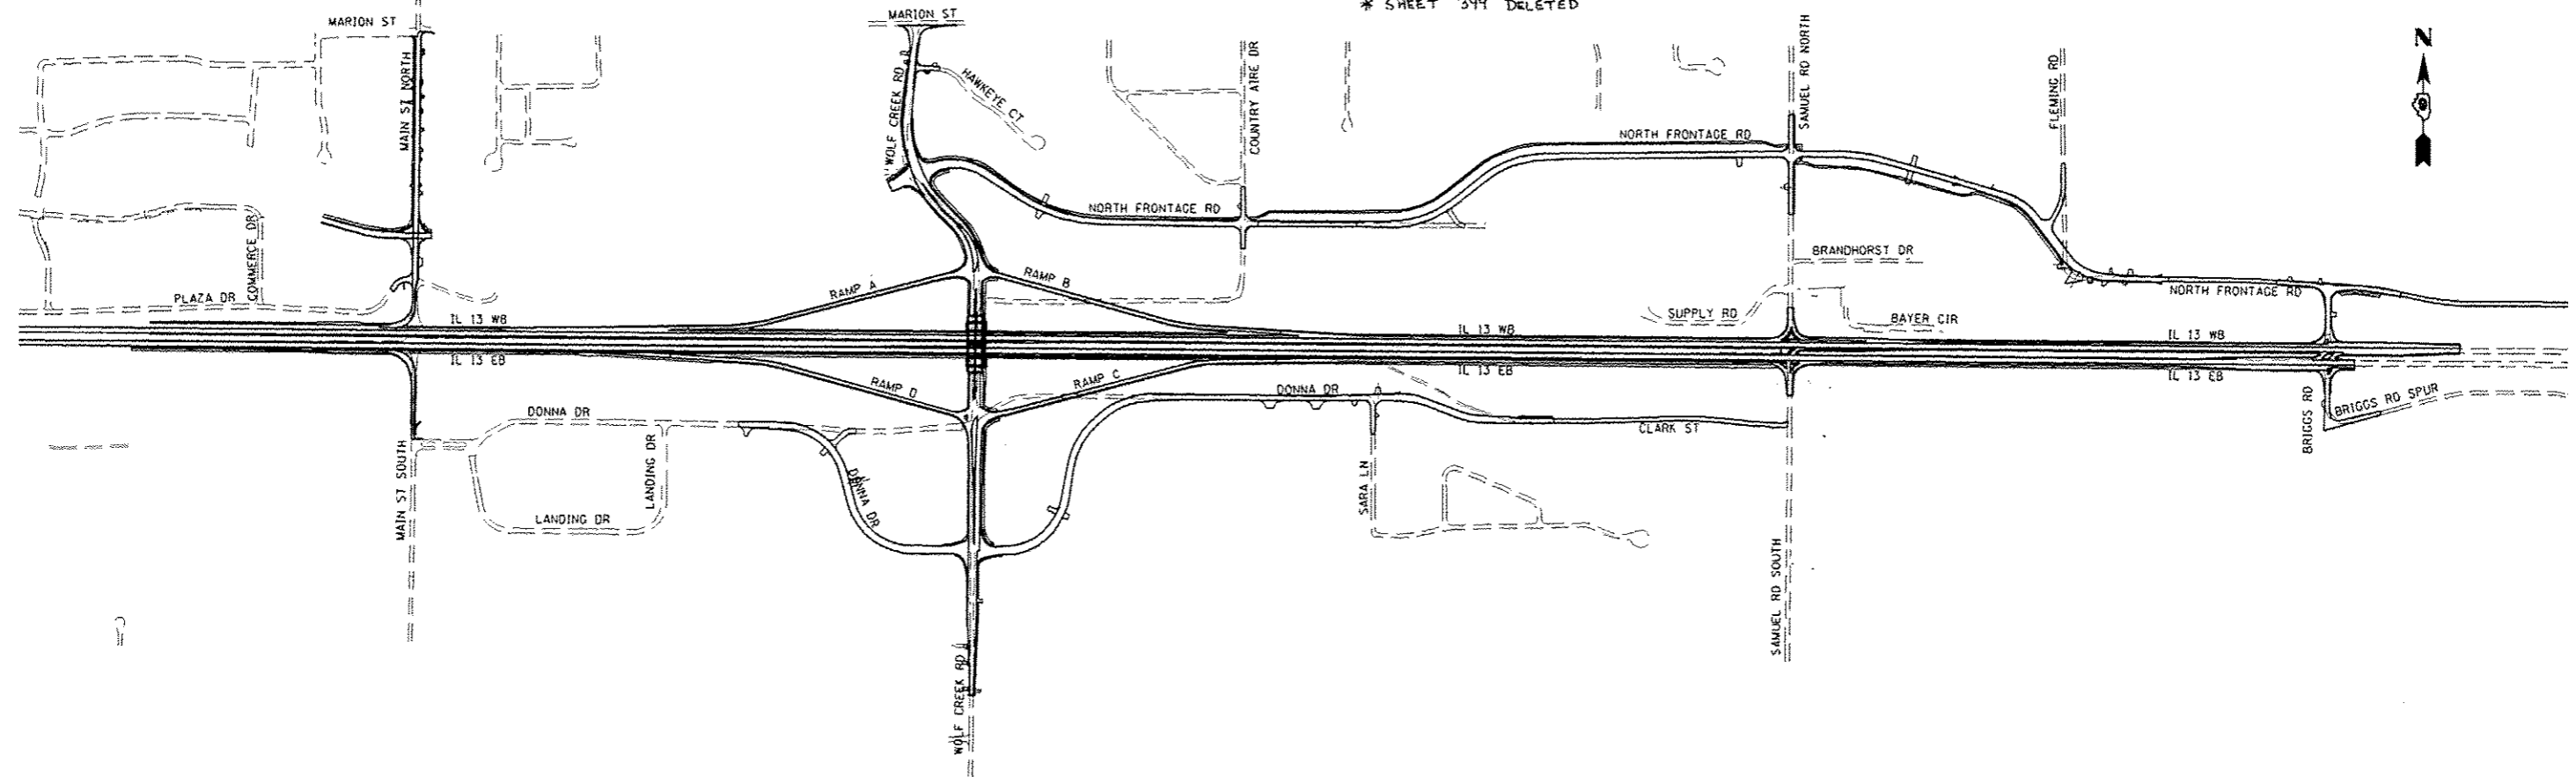 * SHEET 399 DELETED
MARION ST
MARION ST
MAIN ST NORTH
WOLF CREEK RD
HAWKEYE CT
COUNTRY AIRE DR
SAMUEL RD NORTH
FLEMING RD
N
NORTH FRONTAGE RD
NORTH FRONTAGE RD
COMMERCE DR
BRANDHORST DR
PLAZA DR
RAMP A
RAMP B
NORTH FRONTAGE RD
SUPPLY RD
BAYER CIR
IL 13 WB
IL 13 WB
IL 13 WB
IL 13 EB
IL 13 EB
IL 13 EB
RAMP D
RAMP C
DONNA DR
DONNA DR
BRIGGS RD
BRIGGS RD SPUR
CLARK ST
MAIN ST SOUTH
LANDING DR
DONNA DR
SARA LN
LANDING DR
SAMUEL RD SOUTH
WOLF CREEK RD